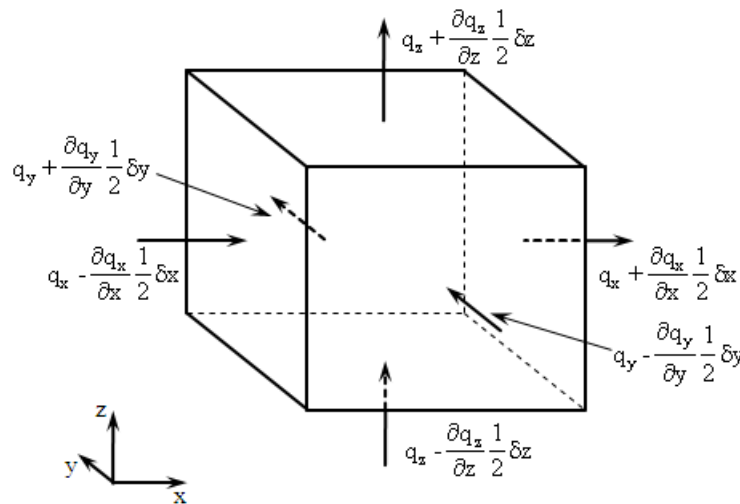 q_z + ∂q_z/∂z 1/2 δz
q_y + ∂q_y/∂y 1/2 δy
q_x - ∂q_x/∂x 1/2 δx
q_x + ∂q_x/∂x 1/2 δx
q_y - ∂q_y/∂y 1/2 δy
q_z - ∂q_z/∂z 1/2 δz
z
y
x